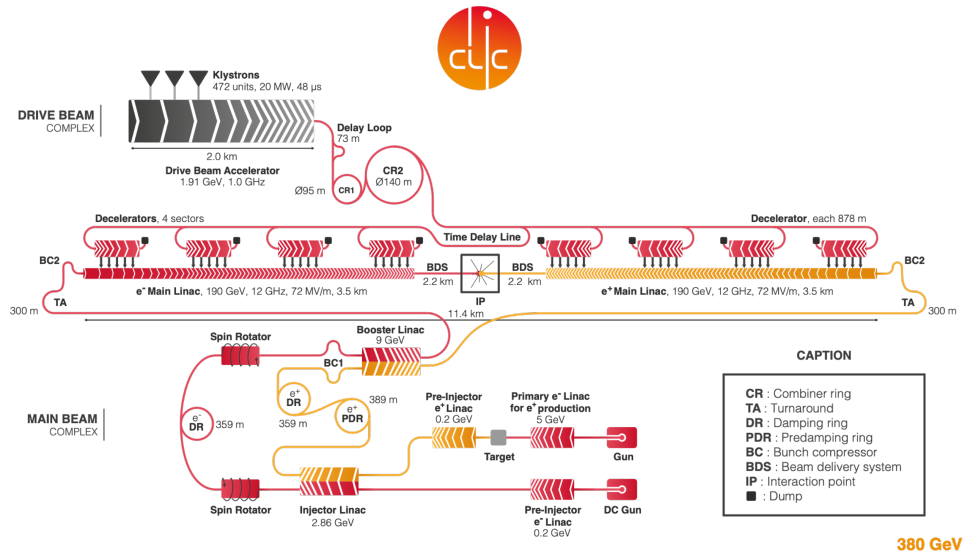 clic
Klystrons
472 units, 20 MW, 48 µs
DRIVE BEAM
COMPLEX
2.0 km
Drive Beam Accelerator
1.91 GeV, 1.0 GHz
Delay Loop
73 m
CR2
Ø140 m
Ø95 m
CR1
Decelerators, 4 sectors
Time Delay Line
Decelerator, each 878 m
BC2
BDS
2.2 km
BDS
2.2 km
BC2
e⁻ Main Linac, 190 GeV, 12 GHz, 72 MV/m, 3.5 km
IP
e⁺ Main Linac, 190 GeV, 12 GHz, 72 MV/m, 3.5 km
TA
300 m
TA
300 m
11.4 km
Spin Rotator
Booster Linac
9 GeV
BC1
MAIN BEAM
COMPLEX
e⁻
DR
359 m
e⁺
DR
359 m
e⁺
PDR
389 m
Pre-Injector
e⁺ Linac
0.2 GeV
Primary e⁻ Linac
for e⁺ production
5 GeV
Target
Gun
Spin Rotator
Injector Linac
2.86 GeV
Pre-Injector
e⁻ Linac
0.2 GeV
DC Gun
CAPTION
CR : Combiner ring
TA : Turnaround
DR : Damping ring
PDR : Predamping ring
BC : Bunch compressor
BDS : Beam delivery system
IP : Interaction point
: Dump
380 GeV